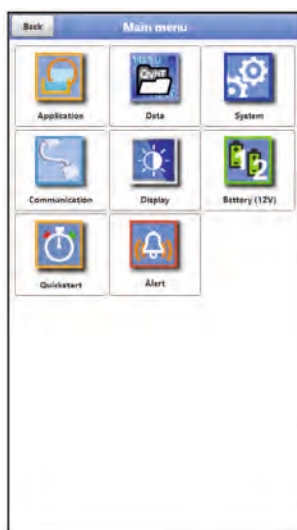 Back
Main menu
Application
Data
System
Communication
Display
Battery (12V)
Quickstart
Alert